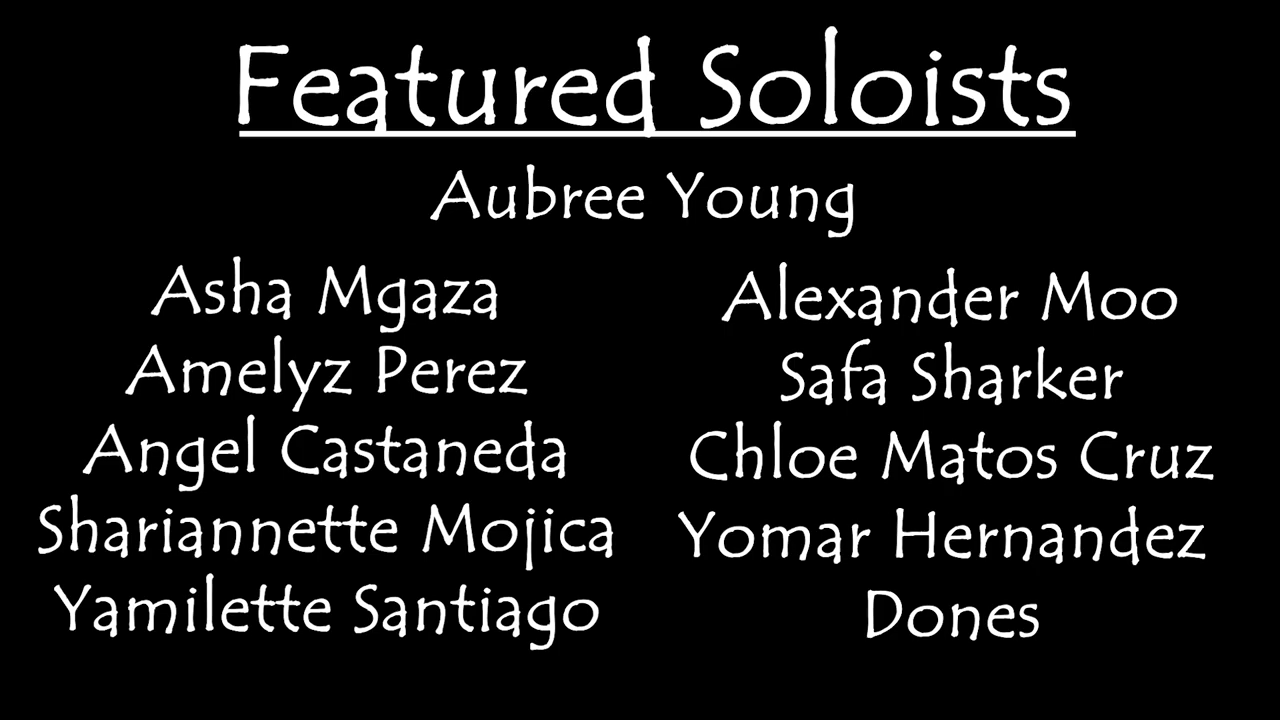 Featured Soloists
Aubree Young
Asha Mgaza
Amelyz Perez
Angel Castaneda
Shariannette Mojica
Yamilette Santiago
Alexander Moo
Safa Sharker
Chloe Matos Cruz
Yomar Hernandez
Dones